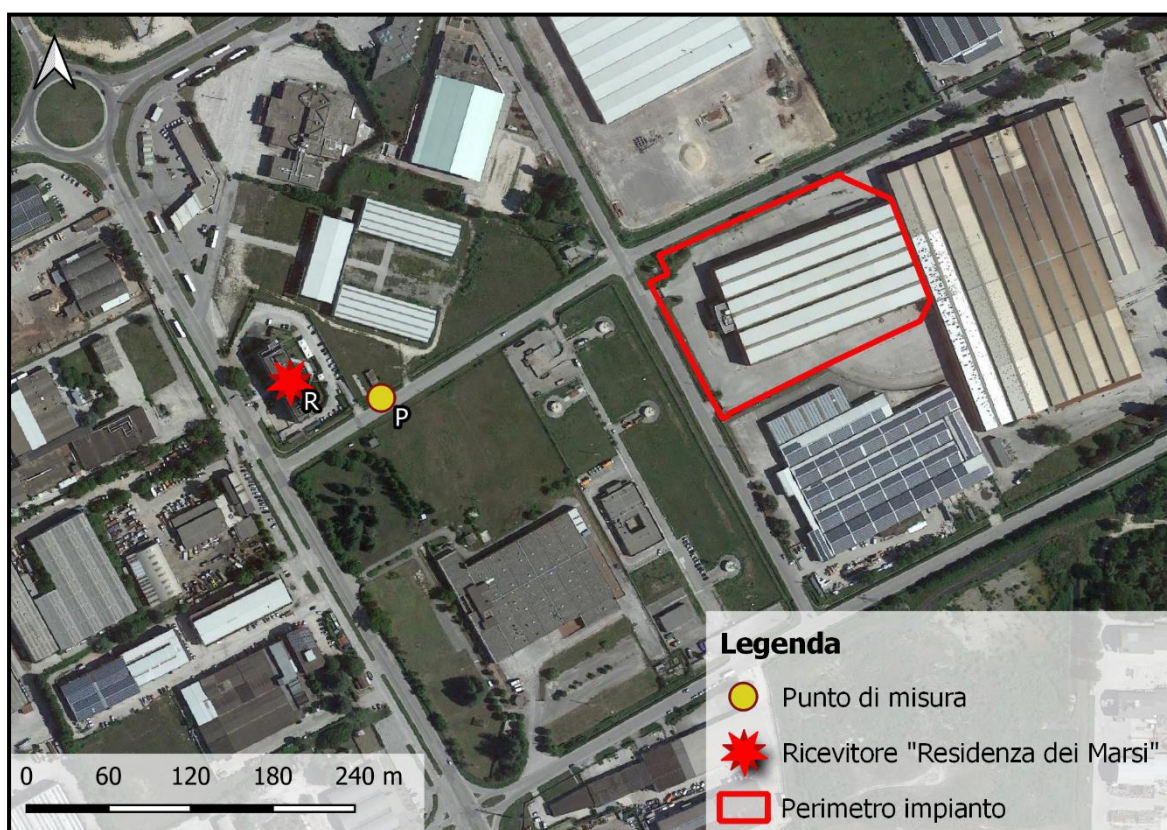 R
P
Legenda
Punto di misura
Ricevitore "Residenza dei Marsi"
Perimetro impianto
0 60 120 180 240 m